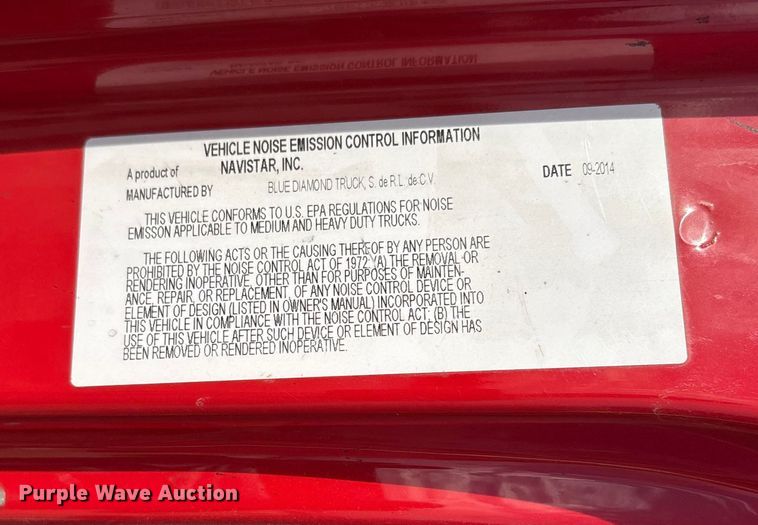 VEHICLE NOISE EMISSION CONTROL INFORMATION
A product of NAVISTAR, INC.
MANUFACTURED BY BLUE DIAMOND TRUCK, S. de R.L. de C.V. DATE 09-2014
THIS VEHICLE CONFORMS TO U.S. EPA REGULATIONS FOR NOISE
EMISSON APPLICABLE TO MEDIUM AND HEAVY DUTY TRUCKS.
THE FOLLOWING ACTS OR THE CAUSING THEREOF BY ANY PERSON ARE
PROHIBITED BY THE NOISE CONTROL ACT OF 1972: (A) THE REMOVAL OR
RENDERING INOPERATIVE, OTHER THAN FOR PURPOSES OF MAINTEN-
ANCE, REPAIR, OR REPLACEMENT, OF ANY NOISE CONTROL DEVICE OR
ELEMENT OF DESIGN (LISTED IN OWNER'S MANUAL) INCORPORATED INTO
THIS VEHICLE IN COMPLIANCE WITH THE NOISE CONTROL ACT; (B) THE
USE OF THIS VEHICLE AFTER SUCH DEVICE OR ELEMENT OF DESIGN HAS
BEEN REMOVED OR RENDERED INOPERATIVE.
Purple Wave Auction